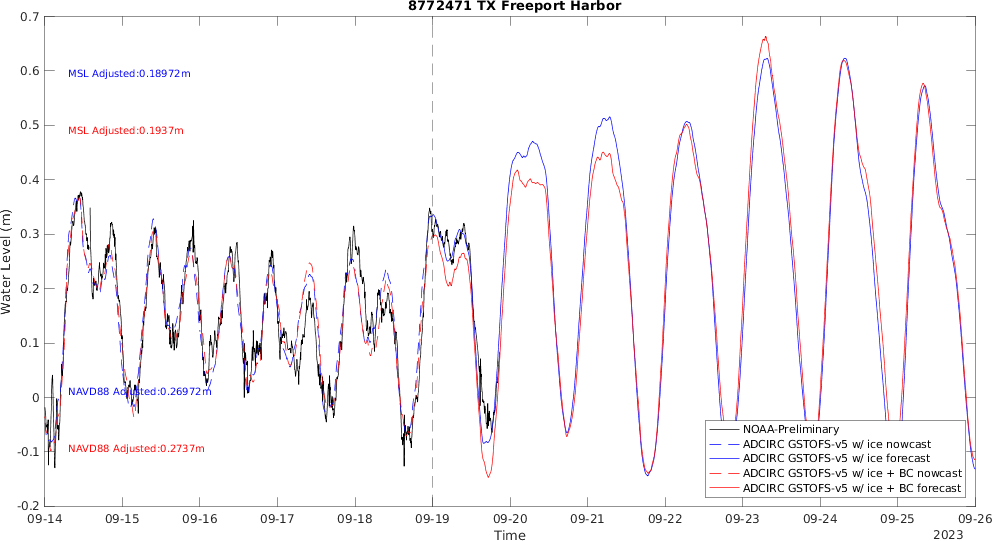 8772471 TX Freeport Harbor
0.7
0.6
0.5
0.4
0.3
0.2
0.1
0
-0.1
-0.2
Water Level (m)
MSL Adjusted:0.18972m
MSL Adjusted:0.1937m
NAVD88 Adjusted:0.26972m
NAVD88 Adjusted:0.2737m
NOAA-Preliminary
ADCIRC GSTOFS-v5 w/ ice nowcast
ADCIRC GSTOFS-v5 w/ ice forecast
ADCIRC GSTOFS-v5 w/ ice + BC nowcast
ADCIRC GSTOFS-v5 w/ ice + BC forecast
09-14 09-15 09-16 09-17 09-18 09-19 09-20 09-21 09-22 09-23 09-24 09-25 09-26
Time
2023